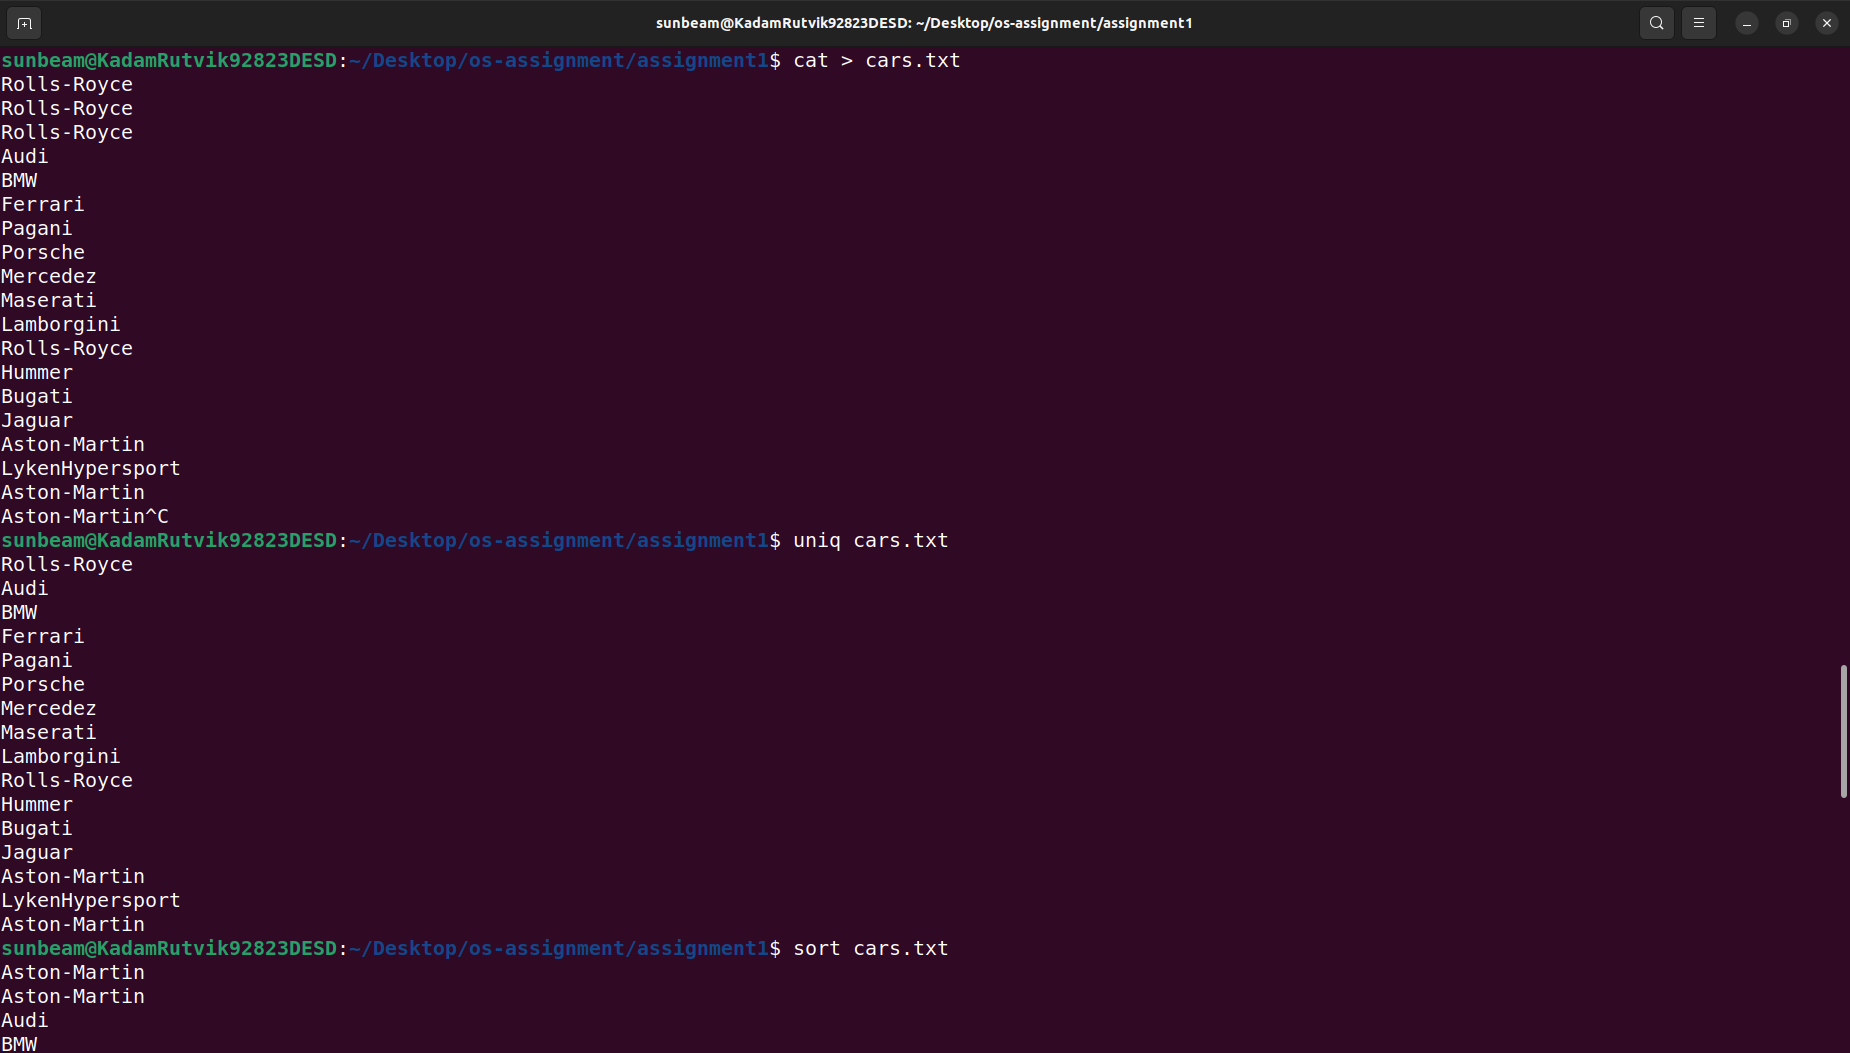 sunbeam@KadamRutvik92823DESD: ~/Desktop/os-assignment/assignment1
sunbeam@KadamRutvik92823DESD:~/Desktop/os-assignment/assignment1$ cat > cars.txt
Rolls-Royce
Rolls-Royce
Rolls-Royce
Audi
BMW
Ferrari
Pagani
Porsche
Mercedez
Maserati
Lamborgini
Rolls-Royce
Hummer
Bugati
Jaguar
Aston-Martin
LykenHypersport
Aston-Martin
Aston-Martin^C
sunbeam@KadamRutvik92823DESD:~/Desktop/os-assignment/assignment1$ uniq cars.txt
Rolls-Royce
Audi
BMW
Ferrari
Pagani
Porsche
Mercedez
Maserati
Lamborgini
Rolls-Royce
Hummer
Bugati
Jaguar
Aston-Martin
LykenHypersport
Aston-Martin
sunbeam@KadamRutvik92823DESD:~/Desktop/os-assignment/assignment1$ sort cars.txt
Aston-Martin
Aston-Martin
Audi
BMW